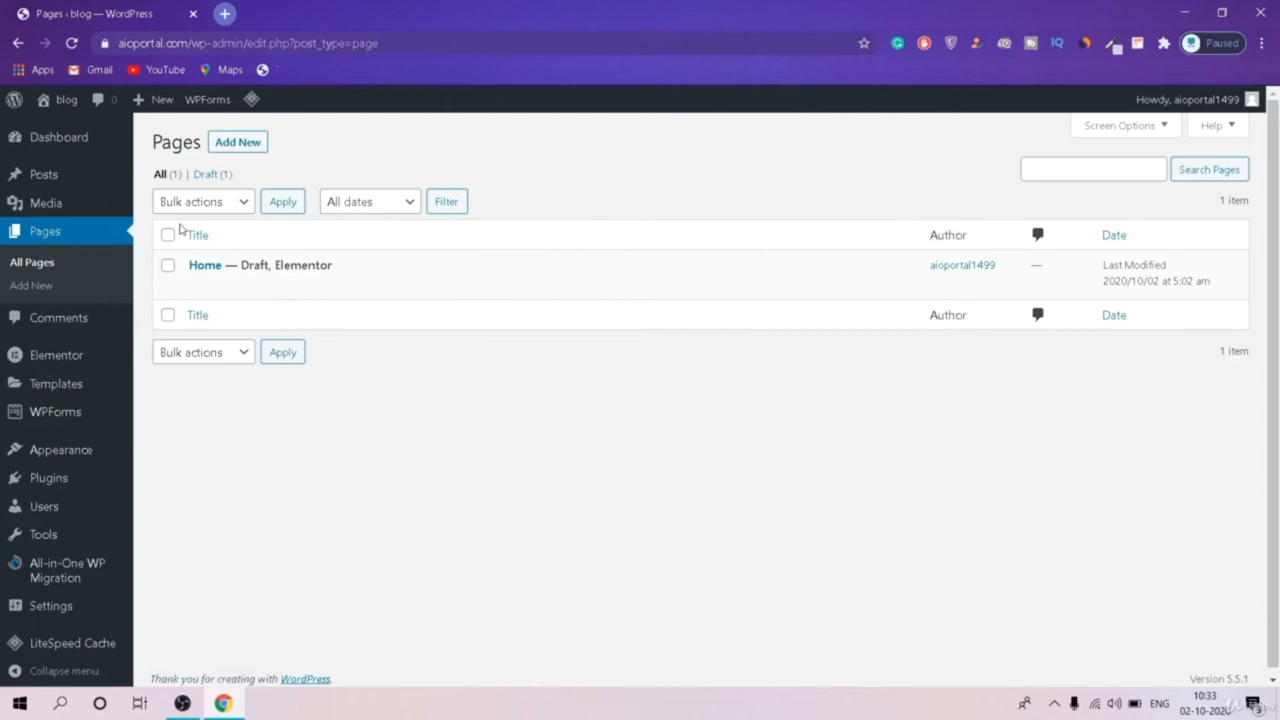 Pages ‹ blog — WordPress
aioportal.com/wp-admin/edit.php?post_type=page
Paused
Apps Gmail YouTube Maps
blog 0 New WPForms
Howdy, aioportal1499
Dashboard
Posts
Media
Pages
All Pages
Add New
Comments
Elementor
Templates
WPForms
Appearance
Plugins
Users
Tools
All-in-One WP
Migration
Settings
LiteSpeed Cache
Collapse menu
Screen Options Help
Pages Add New
All (1) | Draft (1)
Search Pages
Bulk actions Apply All dates Filter
1 item
Title Author Date
Home — Draft, Elementor aioportal1499 — Last Modified
2020/10/02 at 5:02 am
Title Author Date
Bulk actions Apply
1 item
Thank you for creating with WordPress.
Version 5.5.1
ENG
10:33
02-10-2020